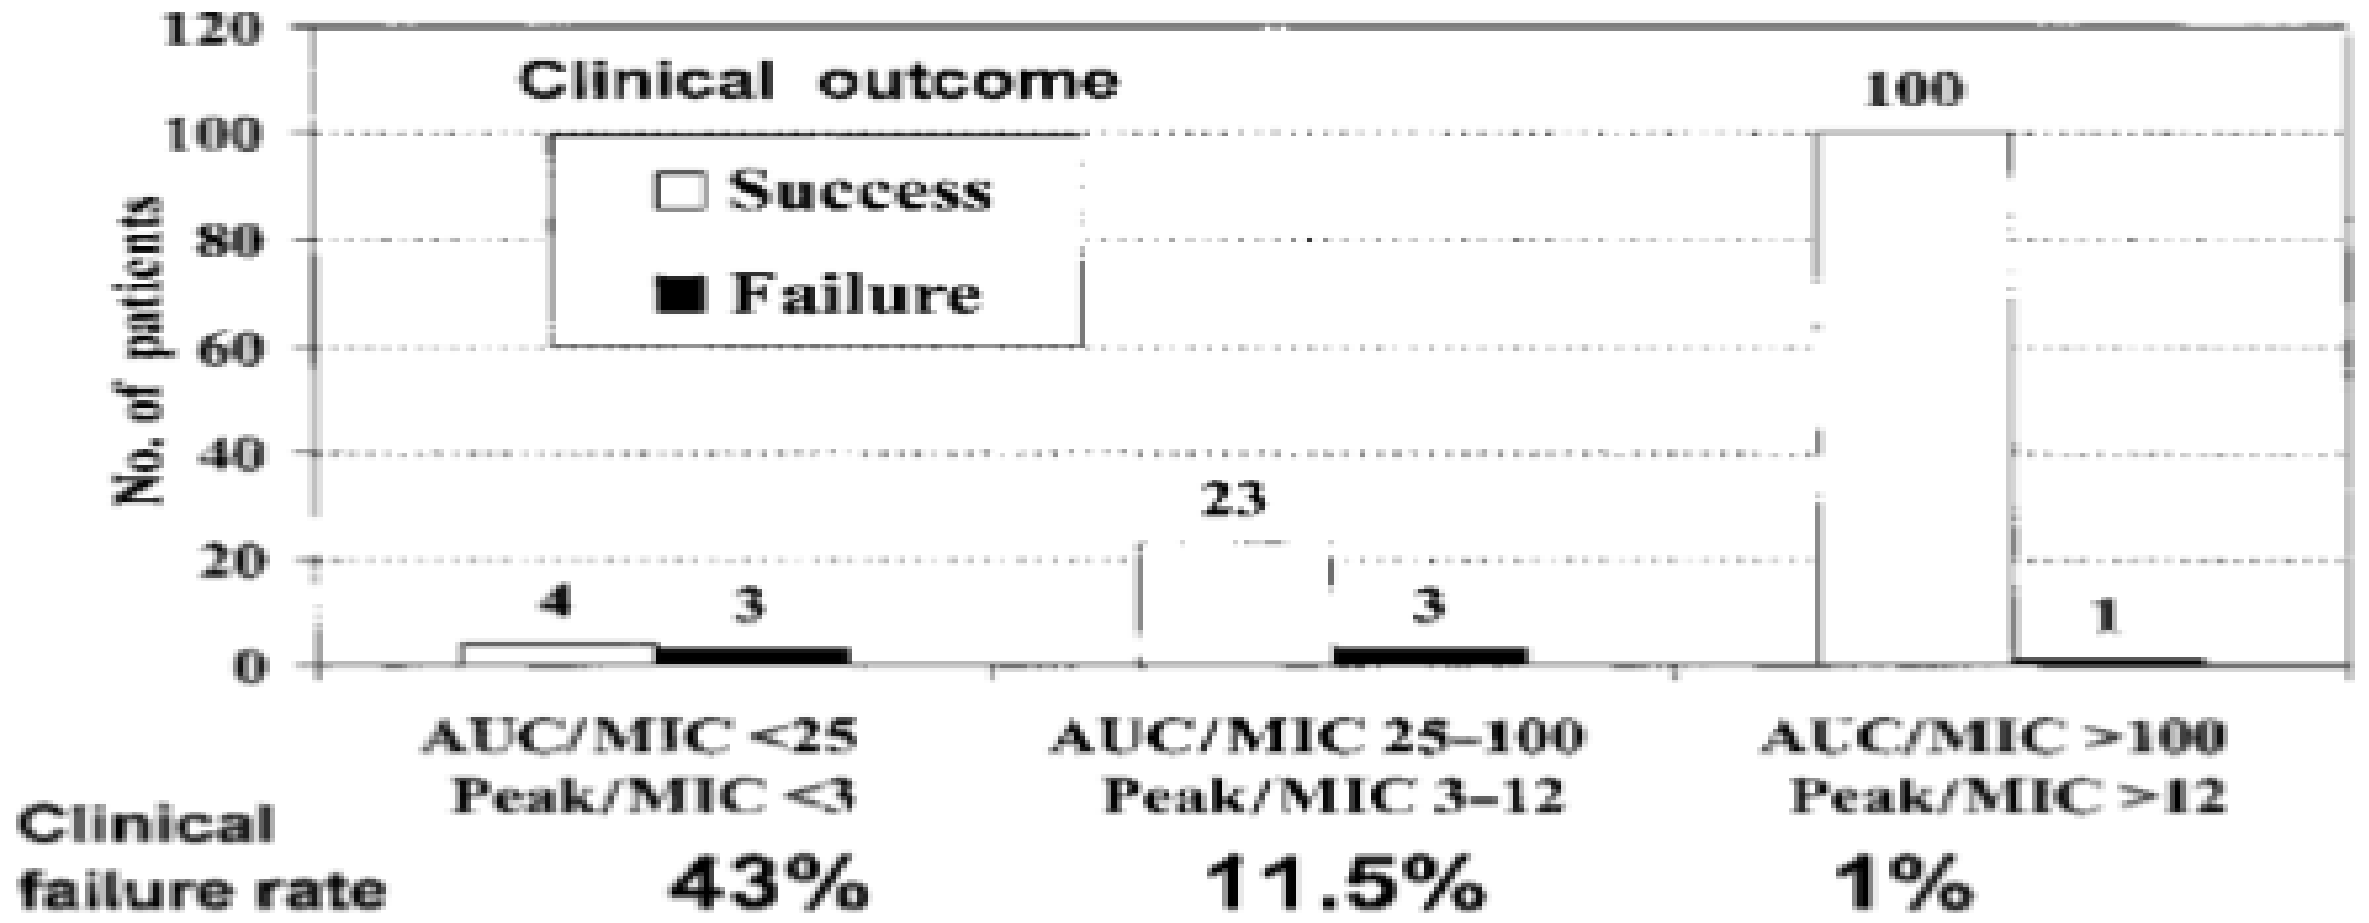 120
Clinical outcome
100
100
Success
80
Failure
60
No. of patients
40
23
20
4
3
3
1
0
AUC/MIC <25
AUC/MIC 25–100
AUC/MIC >100
Peak/MIC <3
Peak/MIC 3–12
Peak/MIC >12
Clinical
failure rate
43%
11.5%
1%